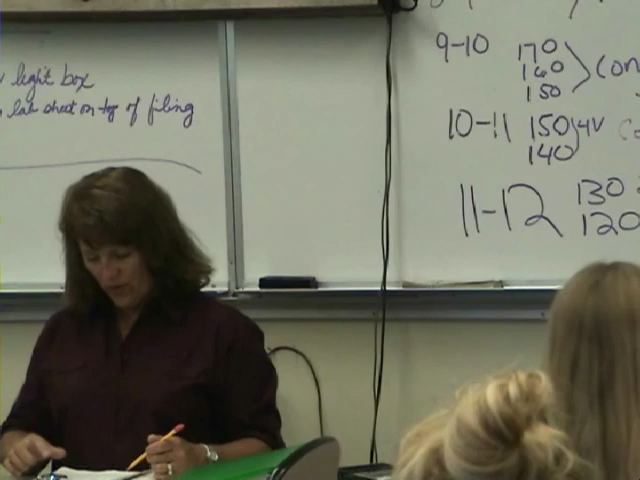 light box
lab sheet on top of filing
9-10 170
160
150
10-11 150 4V
140
11-12 130
120